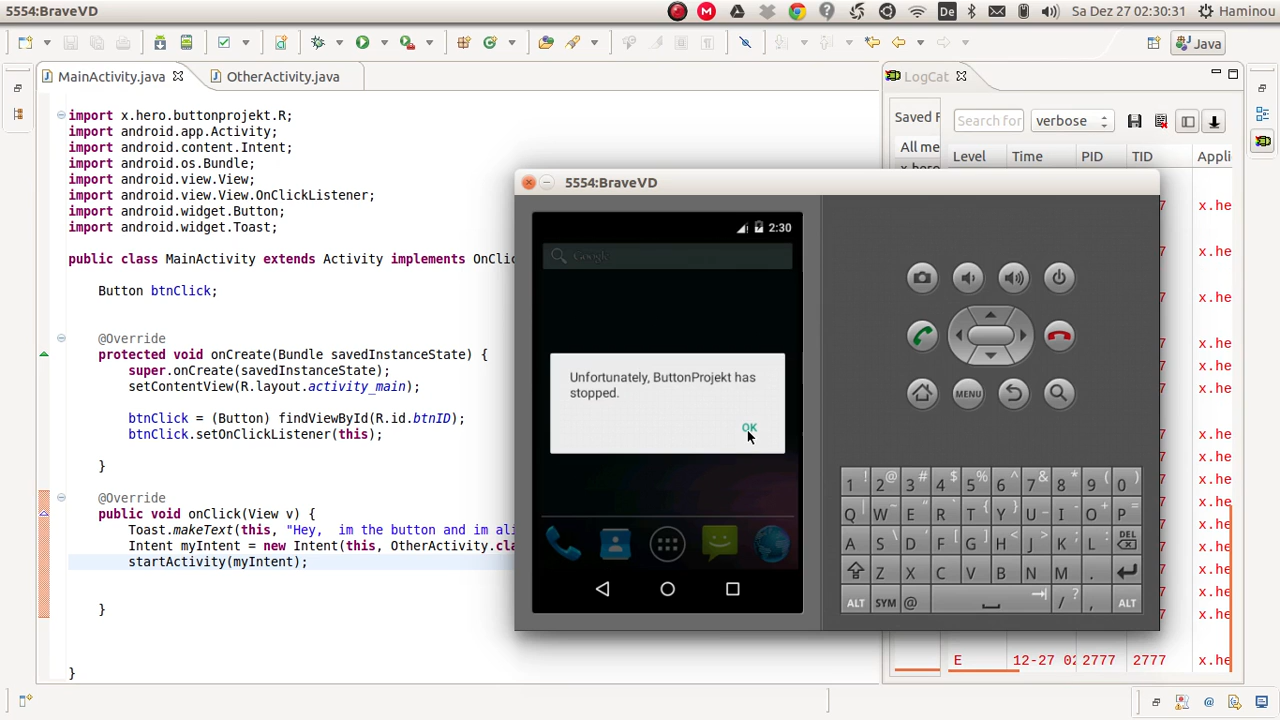 5554:BraveVD
De
Sa Dez 27 02:30:31
Haminou
Java
MainActivity.java
OtherActivity.java
LogCat
import x.hero.buttonprojekt.R;
import android.app.Activity;
import android.content.Intent;
import android.os.Bundle;
import android.view.View;
import android.view.View.OnClickListener;
import android.widget.Button;
import android.widget.Toast;
public class MainActivity extends Activity implements OnClic
Button btnClick;
@Override
protected void onCreate(Bundle savedInstanceState) {
super.onCreate(savedInstanceState);
setContentView(R.layout.activity_main);
btnClick = (Button) findViewById(R.id.btnID);
btnClick.setOnClickListener(this);
}
@Override
public void onClick(View v) {
Toast.makeText(this, "Hey,  im the button and im ali
Intent myIntent = new Intent(this, OtherActivity.cla
startActivity(myIntent);
}
}
Saved F
All me
Search for
verbose
Level
Time
PID
TID
Appli
x.he
x.he
x.he
x.he
x.he
x.he
x.he
x.he
x.he
x.he
x.he
x.he
E
12-27 02
2777
2777
x.he
5554:BraveVD
2:30
Google
Unfortunately, ButtonProjekt has
stopped.
OK
MENU
1 ! 2 @ 3 # 4 $ 5 % 6 ^ 7 & 8 * 9 ( 0 )
Q W E R T Y U I O P
A S D F G H J K L DEL
Z X C V B N M .
ALT SYM @ / ? , ALT